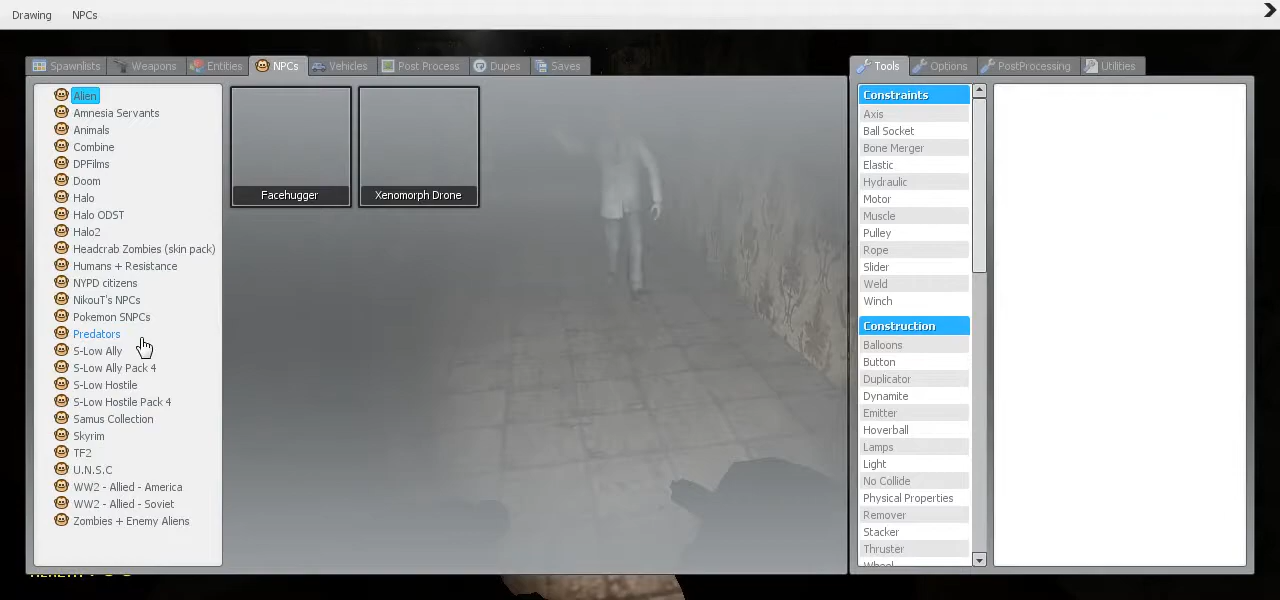 Drawing NPCs
Spawnlists Weapons Entities NPCs Vehicles Post Process Dupes Saves
Tools Options PostProcessing Utilities
Alien
Amnesia Servants
Animals
Combine
DPFilms
Doom
Halo
Halo ODST
Halo2
Headcrab Zombies (skin pack)
Humans + Resistance
NYPD citizens
NikouT's NPCs
Pokemon SNPCs
Predators
S-Low Ally
S-Low Ally Pack 4
S-Low Hostile
S-Low Hostile Pack 4
Samus Collection
Skyrim
TF2
U.N.S.C
WW2 - Allied - America
WW2 - Allied - Soviet
Zombies + Enemy Aliens
Facehugger
Xenomorph Drone
Constraints
Axis
Ball Socket
Bone Merger
Elastic
Hydraulic
Motor
Muscle
Pulley
Rope
Slider
Weld
Winch
Construction
Balloons
Button
Duplicator
Dynamite
Emitter
Hoverball
Lamps
Light
No Collide
Physical Properties
Remover
Stacker
Thruster
Wheel